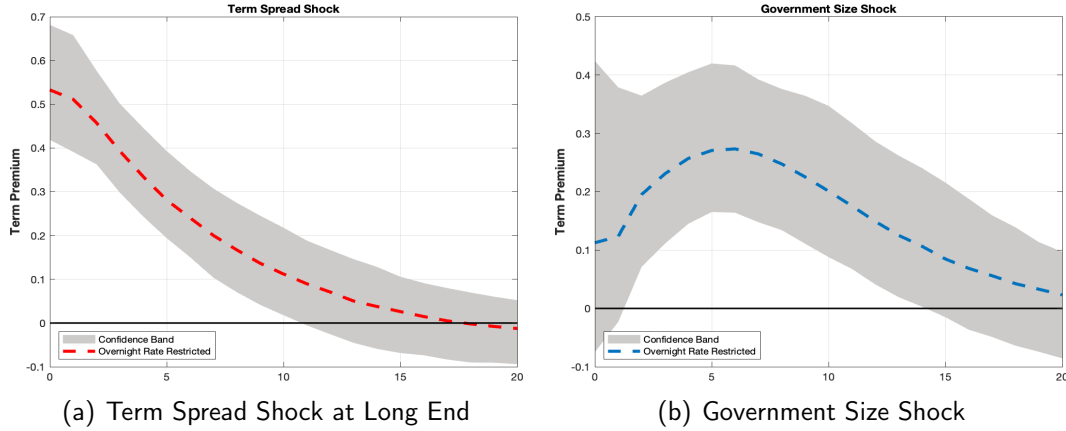 Term Spread Shock
0.7
0.6
0.5
0.4
0.3
0.2
0.1
0
-0.1
Term Premium
Confidence Band
Overnight Rate Restricted
0 5 10 15 20
(a) Term Spread Shock at Long End
Government Size Shock
0.5
0.4
0.3
0.2
0.1
0
-0.1
Term Premium
Confidence Band
Overnight Rate Restricted
0 5 10 15 20
(b) Government Size Shock